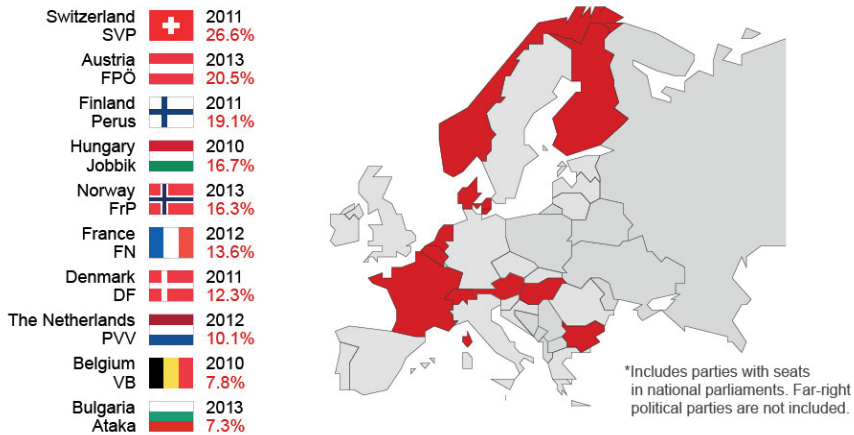 Switzerland 2011
SVP 26.6%
Austria 2013
FPÖ 20.5%
Finland 2011
Perus 19.1%
Hungary 2010
Jobbik 16.7%
Norway 2013
FrP 16.3%
France 2012
FN 13.6%
Denmark 2011
DF 12.3%
The Netherlands 2012
PVV 10.1%
Belgium 2010
VB 7.8%
Bulgaria 2013
Ataka 7.3%
*Includes parties with seats
in national parliaments. Far-right
political parties are not included.